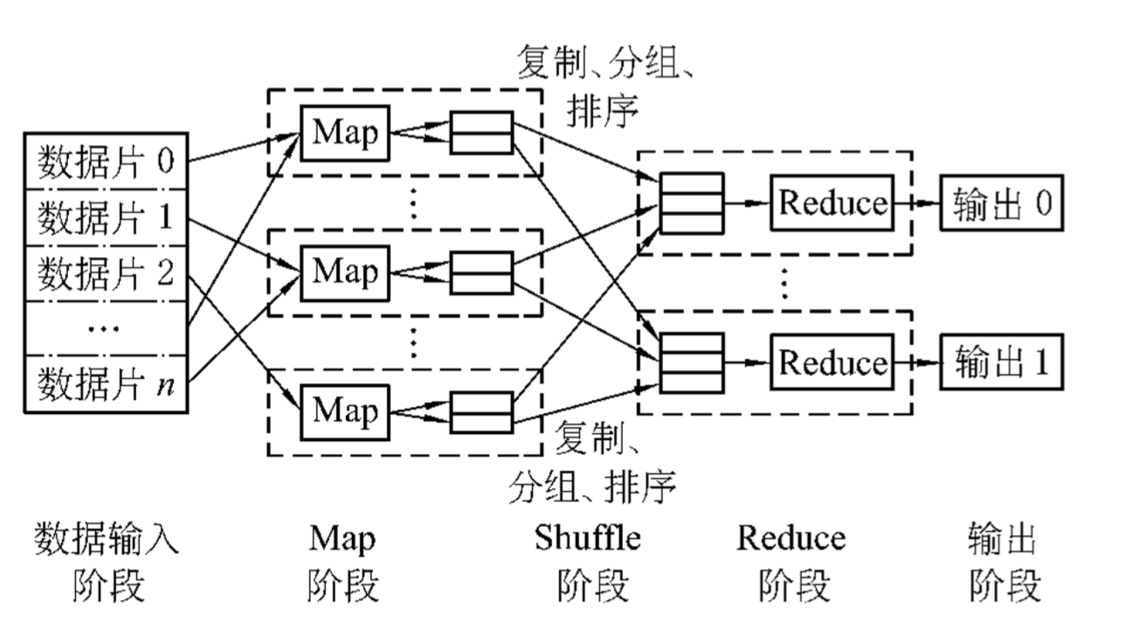 复制、分组、
排序
数据片 0
数据片 1
数据片 2
…
数据片 n
Map
Map
Map
Reduce
Reduce
输出 0
输出 1
复制、
分组、排序
数据输入
阶段
Map
阶段
Shuffle
阶段
Reduce
阶段
输出
阶段